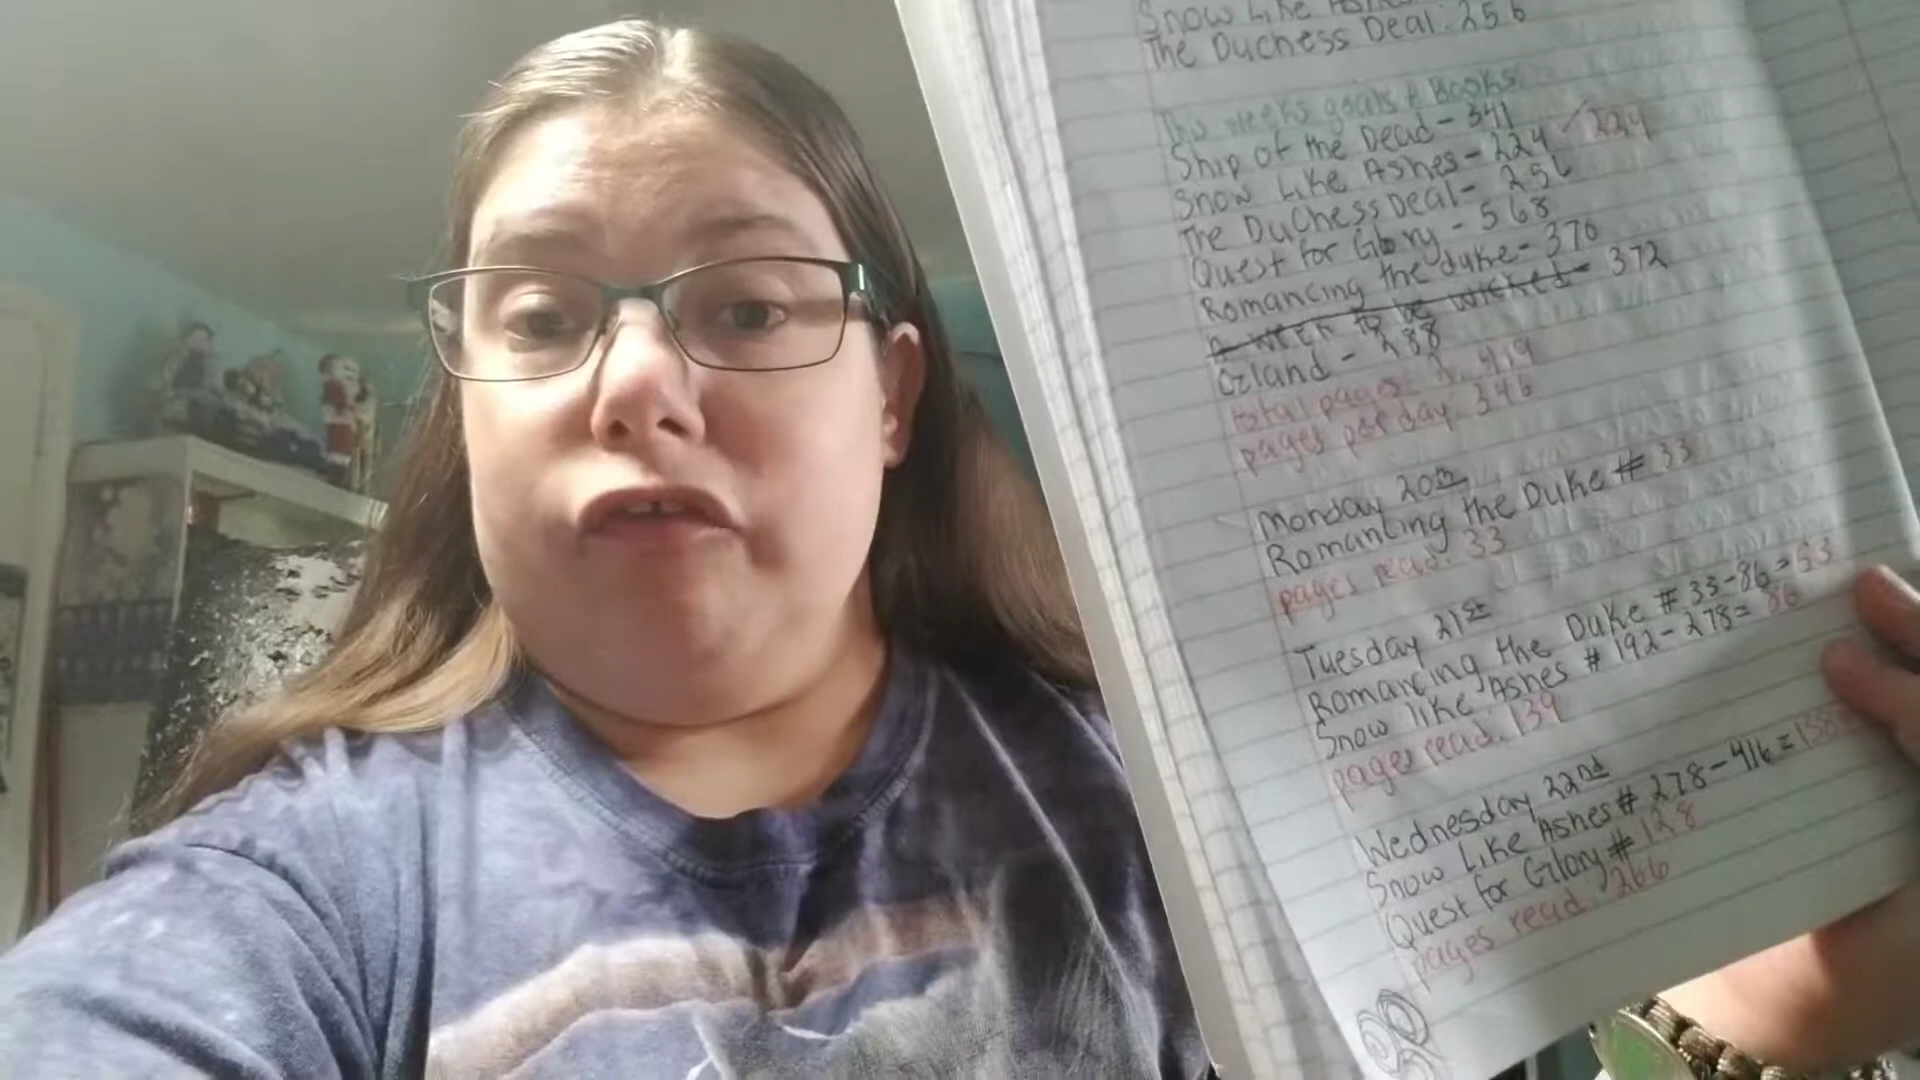 Snow Like Ashes
The Duchess Deal: 256
This weeks goals & Books:
Ship of the Dead - 341
Snow Like Ashes - 224 ✓ 224
The Duchess Deal - 256
Quest for Glory - 568
Romancing the duke - 370
A Week to be Wicked - 372
Ozland - 288
total pages: 2,419
pages per day: 346
Monday 20th
Romancing the Duke # 33
pages read: 33
Tuesday 21st
Romancing the Duke # 33-86 = 53
Snow like Ashes # 192-278 = 86
pages read: 139
Wednesday 22nd
Snow Like Ashes # 278-416 = 138
Quest for Glory # 128
pages read: 266